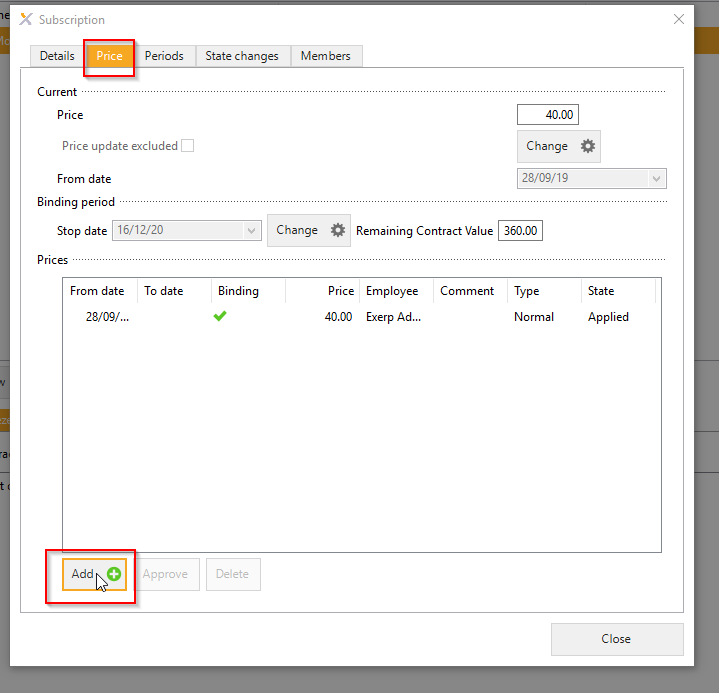 Subscription
Details Price Periods State changes Members
Current
Price 40.00
Price update excluded
Change
From date 28/09/19
Binding period
Stop date 16/12/20 Change Remaining Contract Value 360.00
Prices
From date To date Binding Price Employee Comment Type State
28/09/... 40.00 Exerp Ad... Normal Applied
Add Approve Delete
Close